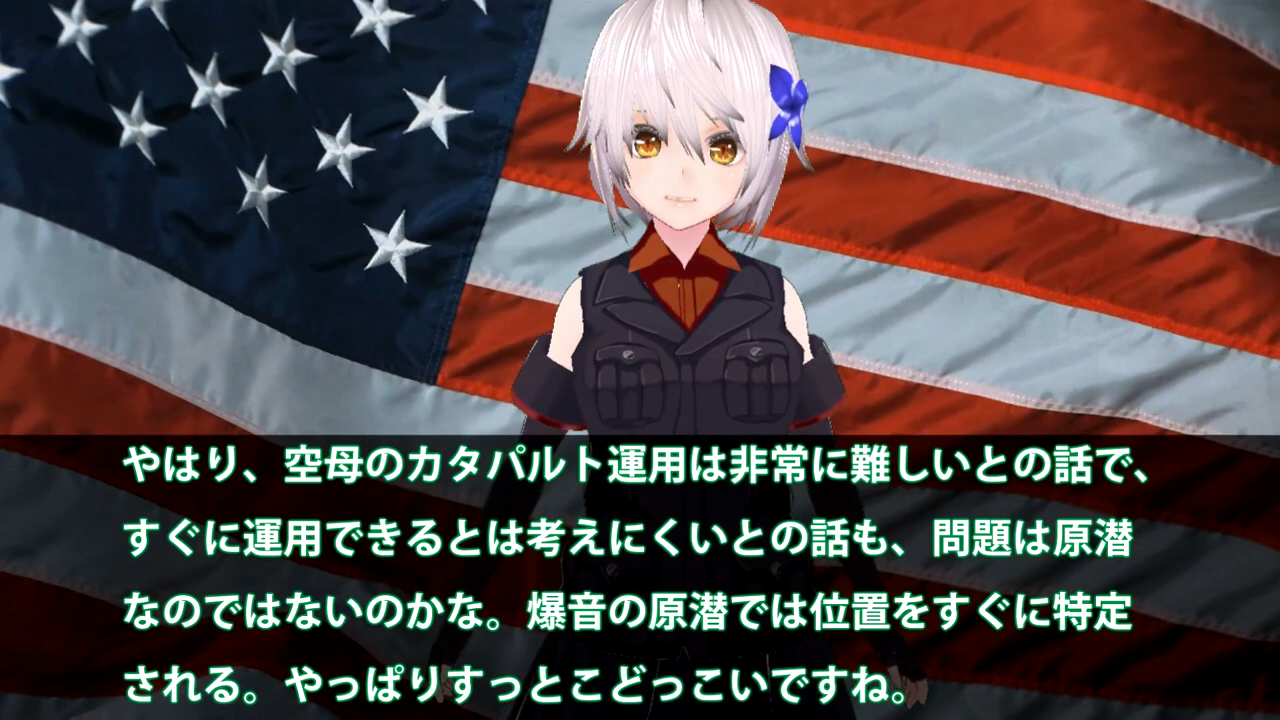 やはり、空母のカタパルト運用は非常に難しいとの話で、
すぐに運用できるとは考えにくいとの話も、問題は原潜
なのではないのかな。爆音の原潜では位置をすぐに特定
される。やっぱりすっとこどっこいですね。